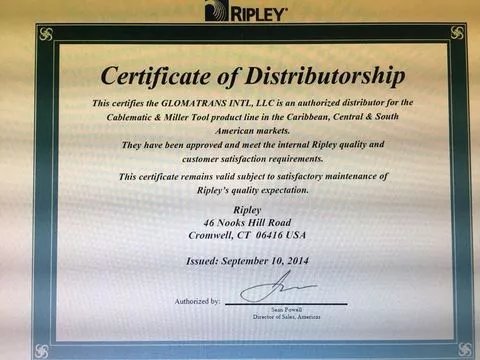 RIPLEY
Certificate of Distributorship
This certifies the GLOMATRANS INTL, LLC is an authorized distributor for the
Cablematic & Miller Tool product line in the Caribbean, Central & South
American markets.
They have been approved and meet the internal Ripley quality and
customer satisfaction requirements.
This certificate remains valid subject to satisfactory maintenance of
Ripley's quality expectation.
Ripley
46 Nooks Hill Road
Cromwell, CT 06416 USA
Issued: September 10, 2014
Authorized by:
Sean Powell
Director of Sales, Americas